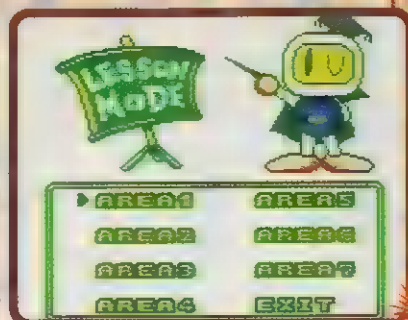 LESSON
MODE
AREA1 AREA5
AREA2 AREA6
AREA3 AREA7
AREA4 EXIT